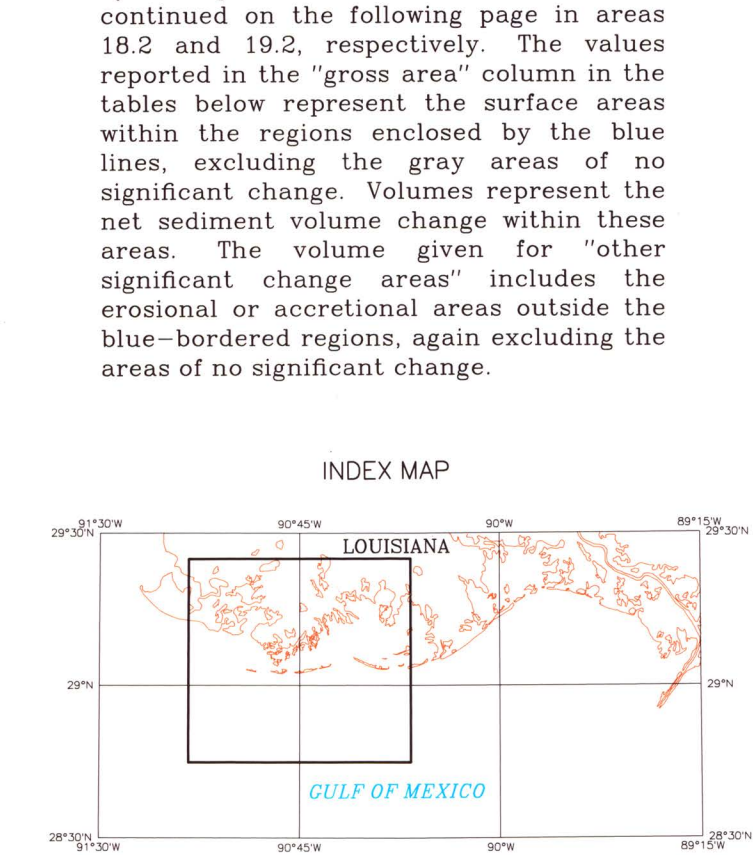 continued on the following page in areas
18.2 and 19.2, respectively. The values
reported in the "gross area" column in the
tables below represent the surface areas
within the regions enclosed by the blue
lines, excluding the gray areas of no
significant change. Volumes represent the
net sediment volume change within these
areas. The volume given for "other
significant change areas" includes the
erosional or accretional areas outside the
blue-bordered regions, again excluding the
areas of no significant change.
INDEX MAP
91°30'W 90°45'W 90°W 89°15'W
29°30'N 29°30'N
LOUISIANA
29°N 29°N
GULF OF MEXICO
28°30'N 28°30'N
91°30'W 90°45'W 90°W 89°15'W